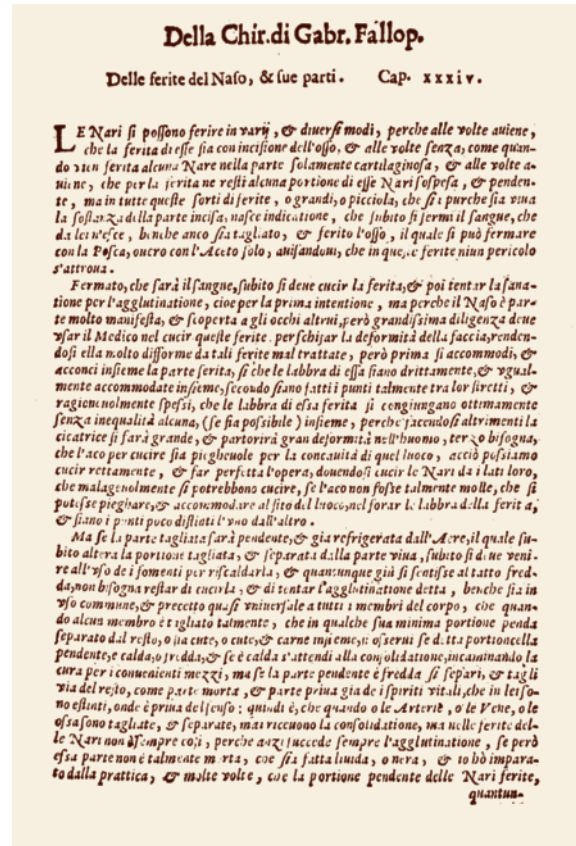 Della Chir. di Gabr. Fallop.
Delle ferite del Naso, & sue parti. Cap. xxxiv.
LE Nari si possono ferire in varij, & diuersi modi, perche alle volte auiene,
che la ferita di esse sia con incisione dell'osso, & alle volte senza, come quan-
do vien ferita alcuna Nare nella parte solamente cartilaginosa, & alle volte a-
uiene, che per la ferita ne resti alcuna portione di esse Nari sospesa, & penden-
te, ma in tutte queste sorti di ferite, o grandi, o picciola, che sia purche sia viua
la sostanza della parte incisa, nasce indicatione, che subito si fermi il sangue, che
da lei n'esce, benche anco sia tagliato, & ferito l'osso, il quale si può fermare
con la Posca, ouero con l'Aceto solo, auisandoui, che in queste ferite niun pericolo
s'attroua.
Fermato, che sarà il sangue, subito si deue cucir la ferita, & poi tentar la sana-
tione per l'agglutinatione, cioe per la prima intentione, ma perche il Naso è par-
te molto manifesta, & scoperta a gli occhi altrui, però grandissima diligenza deue
vsar il Medico nel cucir queste ferite. per schifar la deformità della faccia, renden-
dosi ella molto difforme da tali ferite mal trattate, però prima si accommodi, &
acconci insieme la parte ferita, si che le labbra di essa siano drittamente, & vgual-
mente accommodate insieme, secondo siano fatti i punti talmente tra lor stretti, &
ragioneuolmente spessi, che le labbra di essa ferita si congiungano ottimamente
senza inequalità alcuna, (se sia possibile) insieme, perche facendosi altrimenti la
cicatrice si farà grande, & partorirà gran deformità nell'huomo, terzo bisogna,
che l'aco per cucire sia pieghеuole per la concauità di quel luoco, acciò possiamo
cucir rettamente, & far perfetta l'opera, douendosi cucir le Nari da i lati loro,
che malageuolmente si potrebbono cucire, se l'aco non fosse talmente molle, che si
potesse pieghare, & accommodare al sito del luoco, nel forar le labbra della ferita,
& siano i punti poco distanti l'vno dall'altro.
Ma se la parte tagliata sarà pendente, & gia refrigerata dall'Aere, il quale su-
bito altera la portione tagliata, & separata dalla parte viua, subito si deue veni-
re all'vso de i fomenti per riscaldarla, & quantunque già si sentisse al tatto fred-
da, non bisogna restar di cucirla, & di tentar l'agglutinatione detta, benche sia in
vso commune, & precetto quasi vniuersale a tutti i membri del corpo, che quan-
do alcun membro è tagliato talmente, che in qualche sua minima portione penda
separato dal resto, o sia cute, o cute, & carne insieme, si osserui se detta portioncella
pendente, e calda, o fredda, & se è calda s'attendi alla consolidatione, incaminando la
cura per i conuenienti mezzi, ma se la parte pendente è fredda si separi, & tagli
via del resto, come parte morta, & parte priua gia de i spiriti vitali, che in lei so-
no estinti, onde è priua del senso: quindi è, che quando o le Arterie, o le Vene, o le
ossa sono tagliate, & separate, mai riceuono la consolidatione, ma nelle ferite del-
le Nari non è sempre così, perche anzi succede sempre l'agglutinatione, se però
essa parte non è talmente morta, che sia fatta liuida, o nera, & io hò impara-
to dalla prattica, & molte volte, che la portione pendente delle Nari ferite,
quantun-